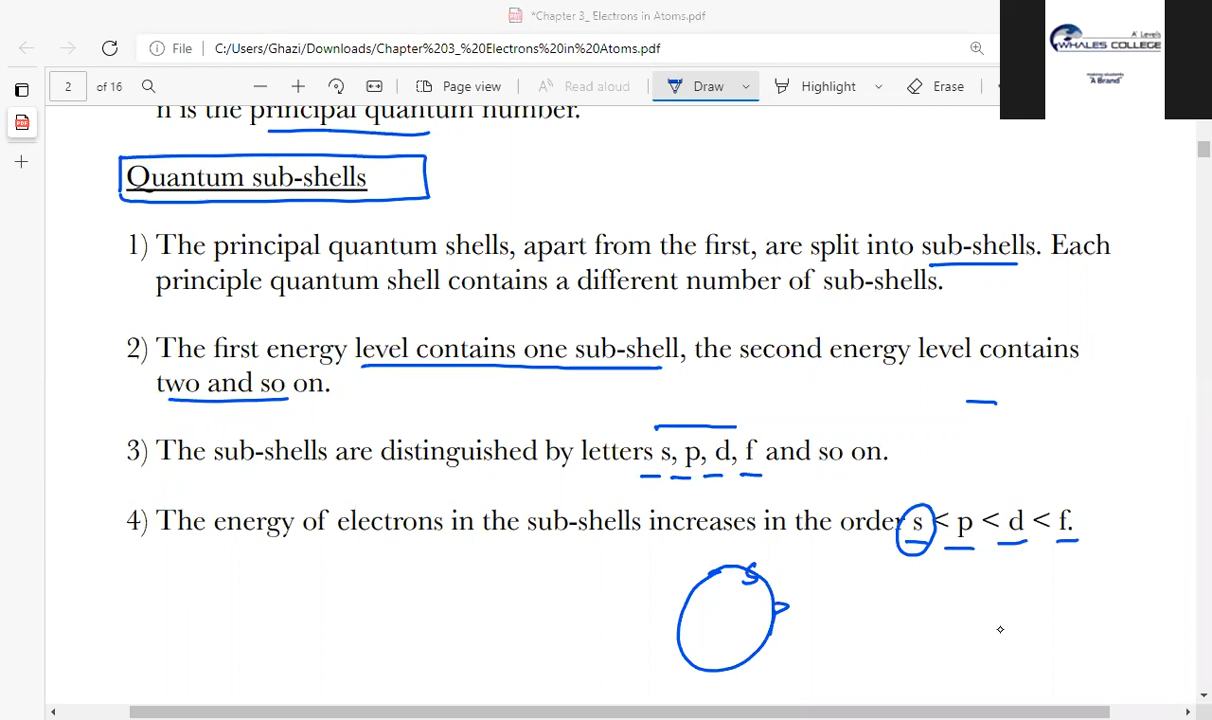 *Chapter 3_ Electrons in Atoms.pdf
File C:/Users/Ghazi/Downloads/Chapter%203_%20Electrons%20in%20Atoms.pdf
A' Levels
WHALES COLLEGE
making students
"A Brand"
2 of 16 Page view Read aloud Draw Highlight Erase
n is the principal quantum number.
Quantum sub-shells
1) The principal quantum shells, apart from the first, are split into sub-shells. Each
principle quantum shell contains a different number of sub-shells.
2) The first energy level contains one sub-shell, the second energy level contains
two and so on.
3) The sub-shells are distinguished by letters s, p, d, f and so on.
4) The energy of electrons in the sub-shells increases in the order s < p < d < f.
s
p